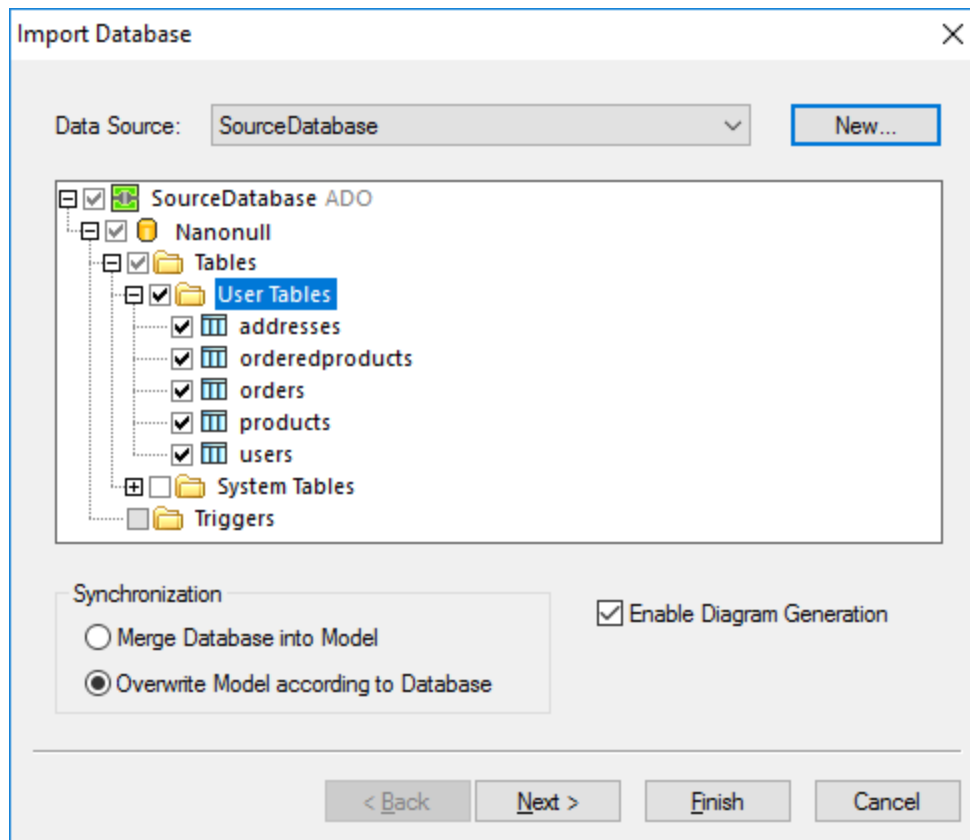 Import Database
Data Source: SourceDatabase New...
SourceDatabase ADO
Nanonull
Tables
User Tables
addresses
orderedproducts
orders
products
users
System Tables
Triggers
Synchronization
Merge Database into Model
Overwrite Model according to Database
Enable Diagram Generation
< Back Next > Finish Cancel